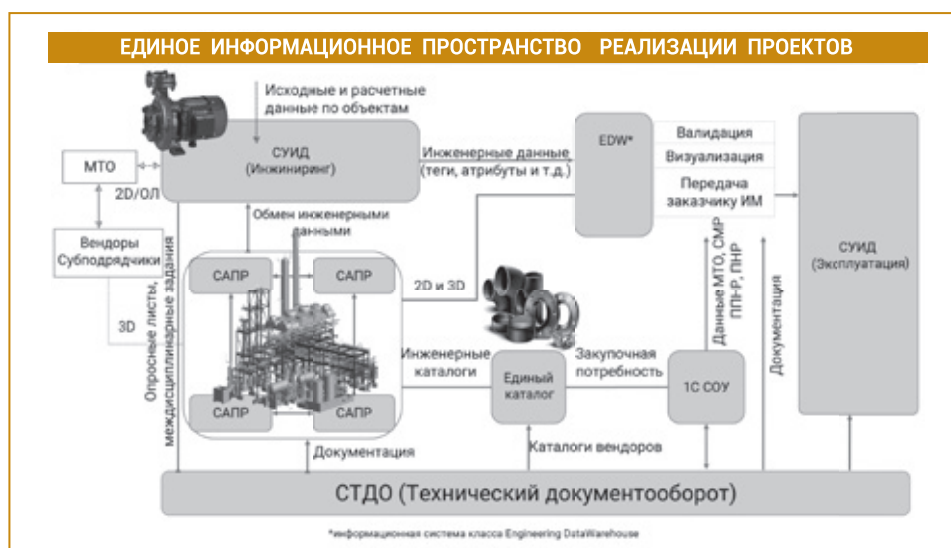 ЕДИНОЕ ИНФОРМАЦИОННОЕ ПРОСТРАНСТВО РЕАЛИЗАЦИИ ПРОЕКТОВ
Исходные и расчетные
данные по объектам
СУИД
(Инжиниринг)
МТО
2D/ОЛ
Вендоры
Субподрядчики
3D
Опросные листы,
междисциплинарные задания
Обмен инженерными
данными
САПР
САПР
САПР
САПР
Инженерные данные
(теги, атрибуты и т.д.)
2D и 3D
EDW*
Валидация
Визуализация
Передача
заказчику ИМ
СУИД
(Эксплуатация)
Данные МТО, СМР
ПНР
Документация
Инженерные
каталоги
Единый
каталог
Закупочная
потребность
1С СОУ
Документация
Каталоги вендоров
СТДО (Технический документооборот)
*информационная система класса Engineering DataWarehouse